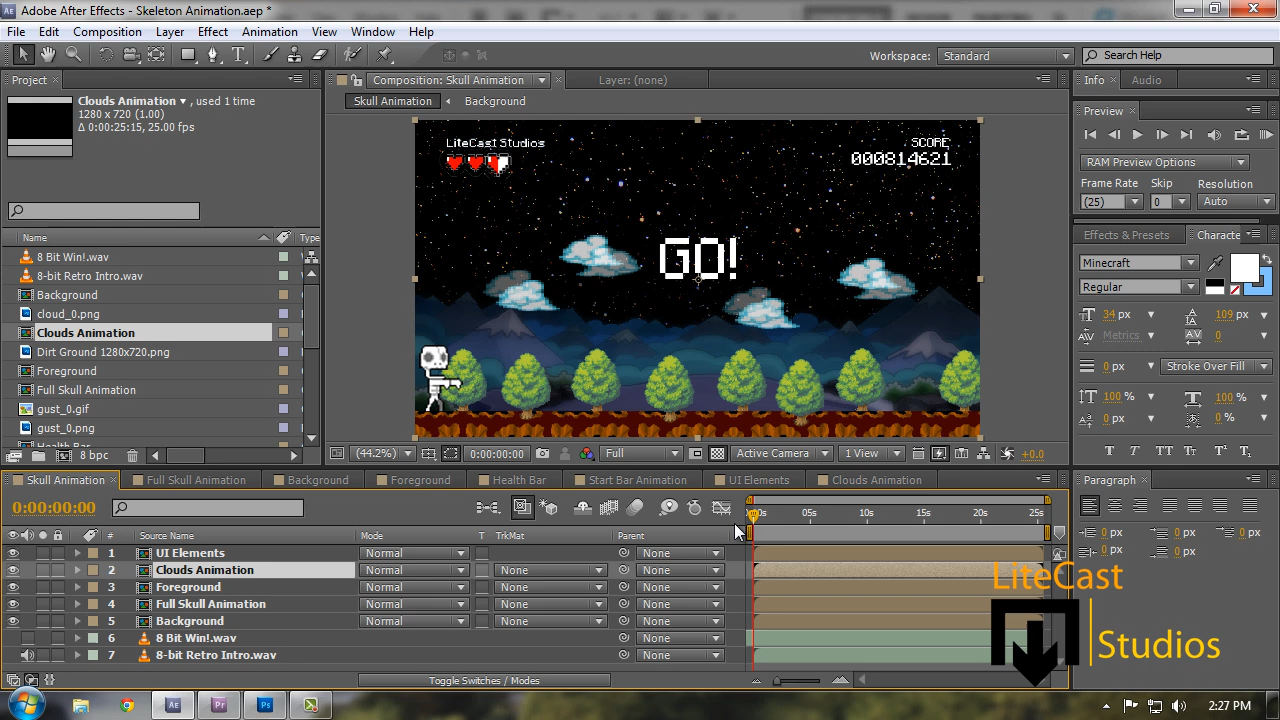 Adobe After Effects - Skeleton Animation.aep *
File Edit Composition Layer Effect Animation View Window Help
Workspace: Standard Search Help
Project
Composition: Skull Animation
Layer: (none)
Info Audio
Clouds Animation ▾ , used 1 time
1280 x 720 (1.00)
Δ 0:00:25:15, 25.00 fps
Skull Animation Background
LiteCast Studios
SCORE
000814621
GO!
Preview
RAM Preview Options
Frame Rate Skip Resolution
(25) 0 Auto
Effects & Presets Characte
Minecraft
Regular
34 px 109 px
Metrics 0
0 px Stroke Over Fill
100 % 100 %
0 px 0 %
Name Type
8 Bit Win!.wav
8-bit Retro Intro.wav
Background
cloud_0.png
Clouds Animation
Dirt Ground 1280x720.png
Foreground
Full Skull Animation
gust_0.gif
gust_0.png
Health Bar
8 bpc
(44.2%) 0:00:00:00 Full Active Camera 1 View +0.0
Skull Animation Full Skull Animation Background Foreground Health Bar Start Bar Animation UI Elements Clouds Animation
0:00:00:00
05s 10s 15s 20s 25s
# Source Name Mode T TrkMat Parent
1 UI Elements Normal None
2 Clouds Animation Normal None None
3 Foreground Normal None None
4 Full Skull Animation Normal None None
5 Background Normal None None
6 8 Bit Win!.wav None
7 8-bit Retro Intro.wav None
Toggle Switches / Modes
Paragraph
0 px 0 px 0 px
0 px 0 px
LiteCast
Studios
2:27 PM